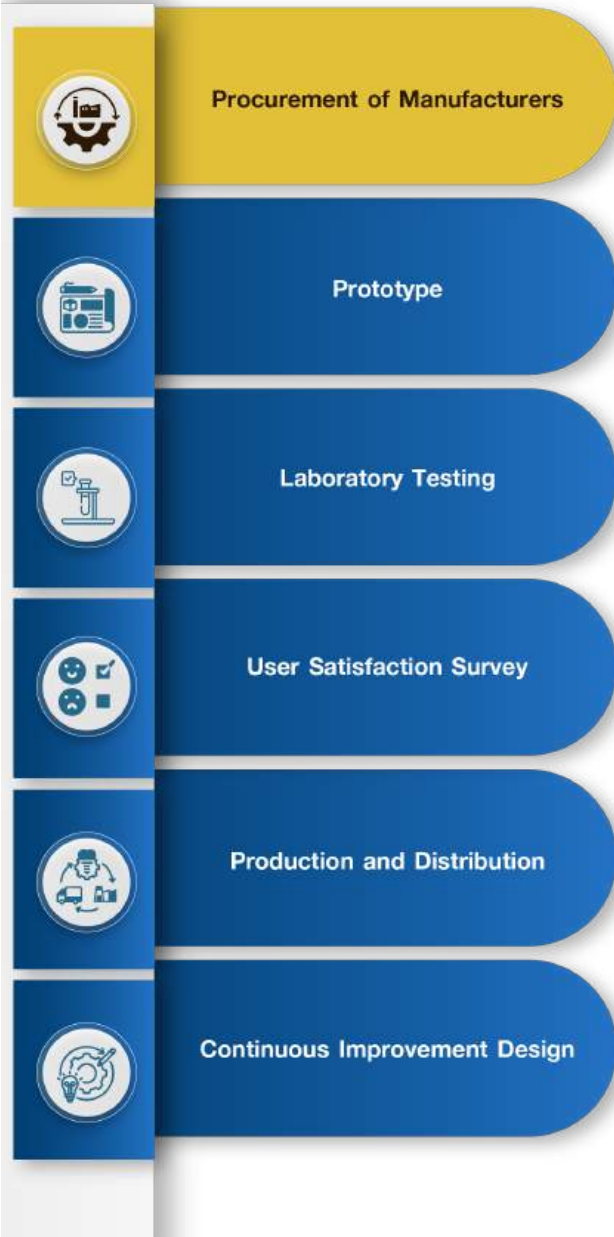 Procurement of Manufacturers
Prototype
Laboratory Testing
User Satisfaction Survey
Production and Distribution
Continuous Improvement Design